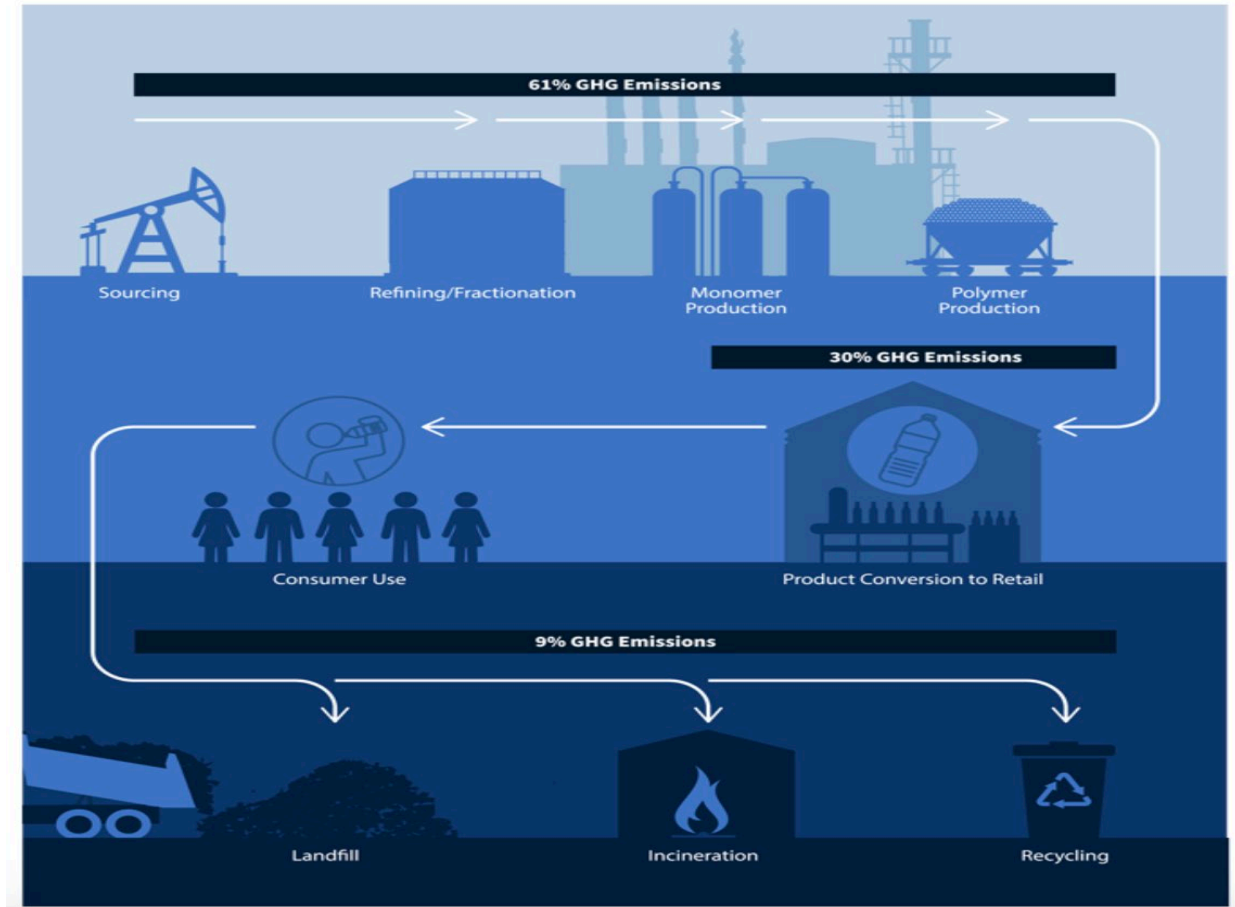 61% GHG Emissions
Sourcing
Refining/Fractionation
Monomer
Production
Polymer
Production
30% GHG Emissions
Consumer Use
Product Conversion to Retail
9% GHG Emissions
Landfill
Incineration
Recycling